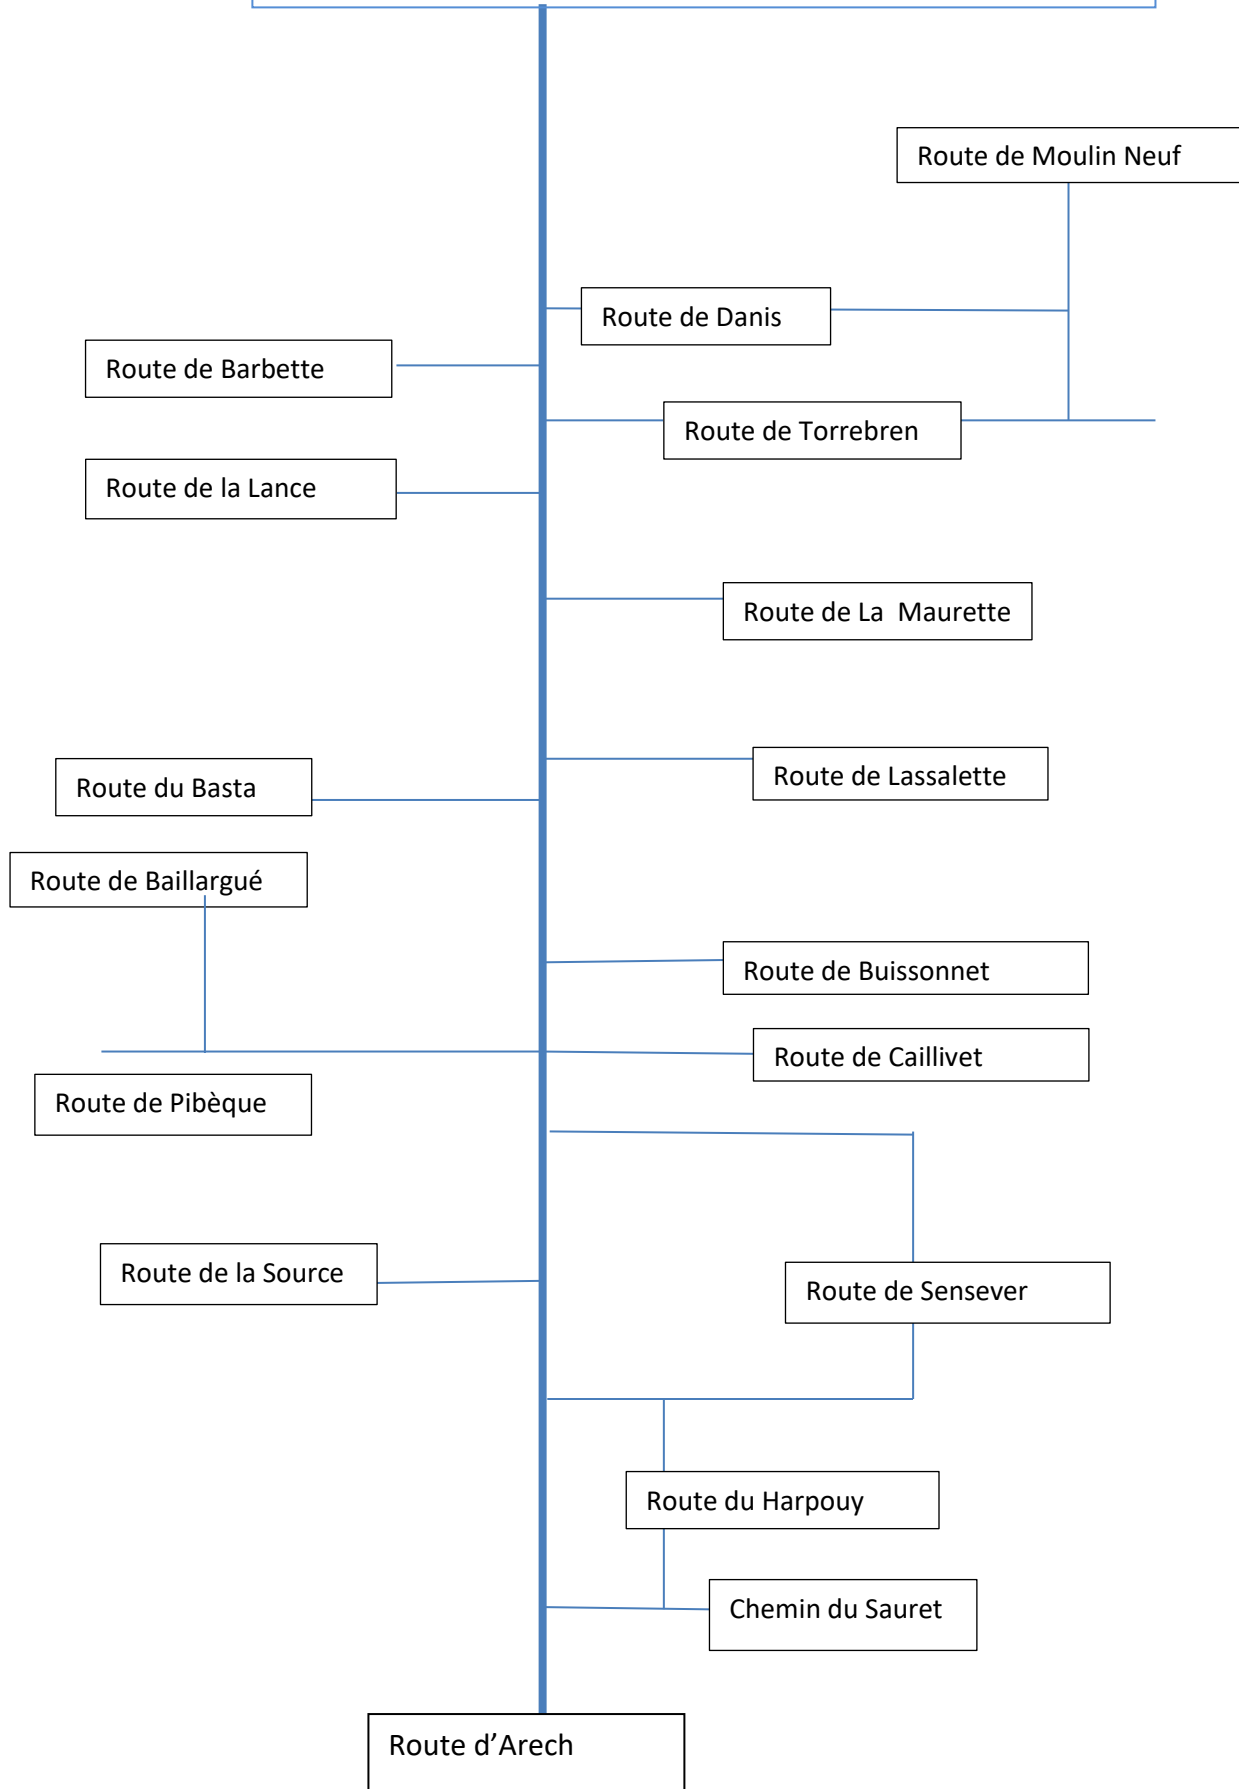 Route de Moulin Neuf
Route de Danis
Route de Barbette
Route de Torrebren
Route de la Lance
Route de La  Maurette
Route de Lassalette
Route du Basta
Route de Baillargué
Route de Buissonnet
Route de Caillivet
Route de Pibèque
Route de la Source
Route de Sensever
Route du Harpouy
Chemin du Sauret
Route d’Arech